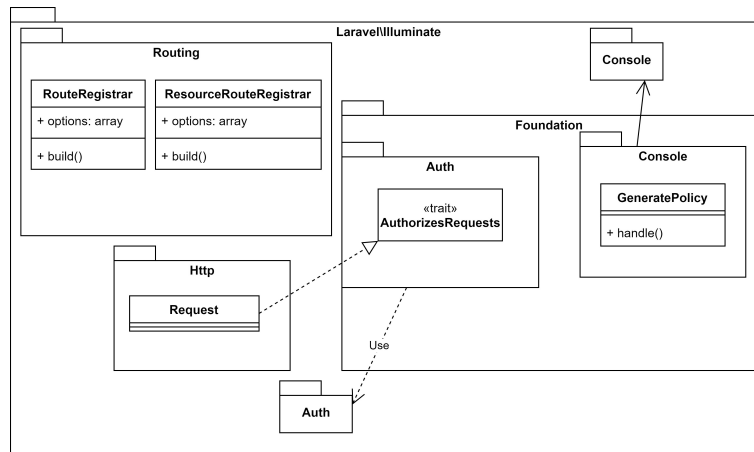 Laravel\Illuminate
Routing
RouteRegistrar
+ options: array
+ build()
ResourceRouteRegistrar
+ options: array
+ build()
Console
Foundation
Auth
«trait»
AuthorizesRequests
Console
GeneratePolicy
+ handle()
Http
Request
Use
Auth